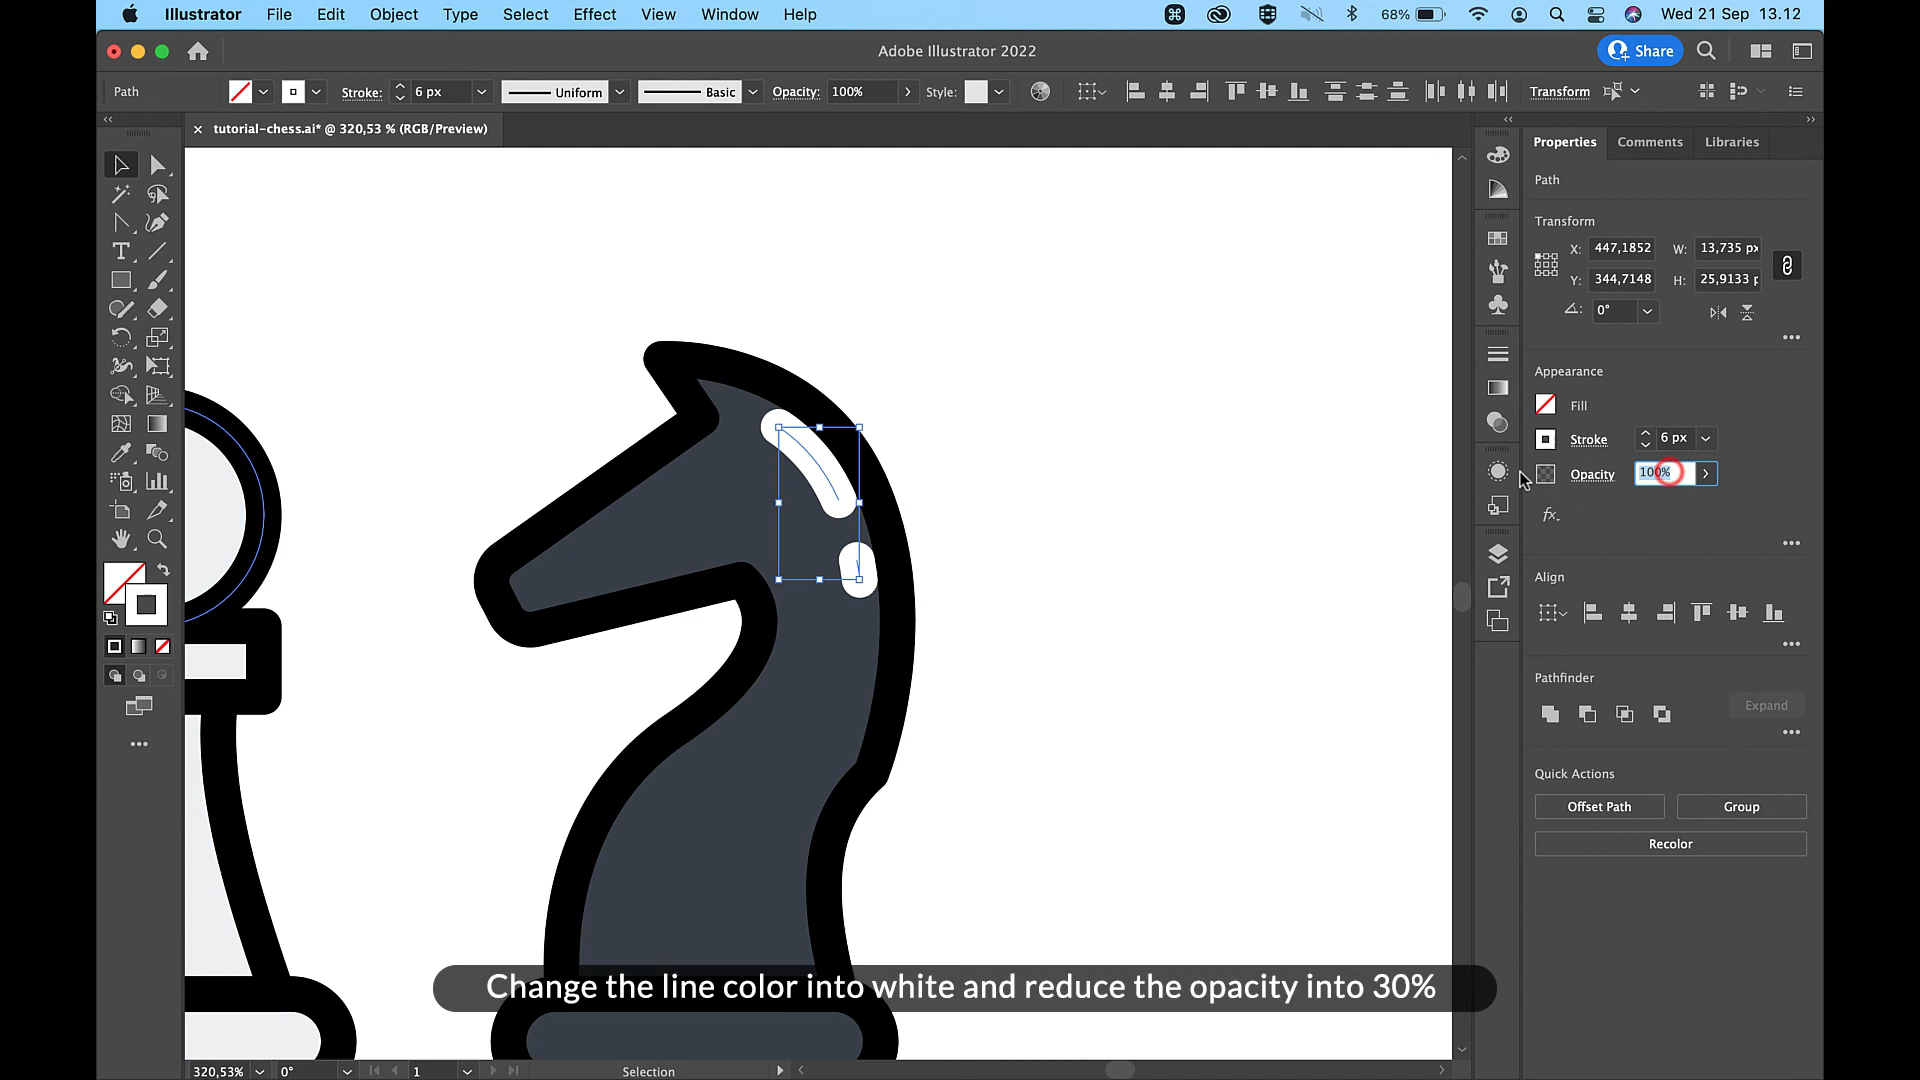 Illustrator File Edit Object Type Select Effect View Window Help 68% Wed 21 Sep 13.12
Adobe Illustrator 2022 Share
Path Stroke: 6 px Uniform Basic Opacity: 100% Style: Transform
tutorial-chess.ai* @ 320,53 % (RGB/Preview)
Properties Comments Libraries
Path
Transform
X: 447,1852 W: 13,735 px
Y: 344,7148 H: 25,9133 p
0°
Appearance
Fill
Stroke 6 px
Opacity 100%
fx.
Align
Pathfinder
Expand
Quick Actions
Offset Path Group
Recolor
Change the line color into white and reduce the opacity into 30%
320,53% 0° 1 Selection